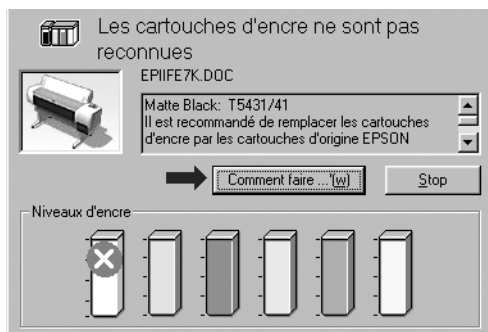 Les cartouches d'encre ne sont pas
reconnues
EPIIFE7K.DOC
Matte Black: T5431/41
Il est recommandé de remplacer les cartouches
d'encre par les cartouches d'origine EPSON
Comment faire ...'(w)
Stop
Niveaux d'encre